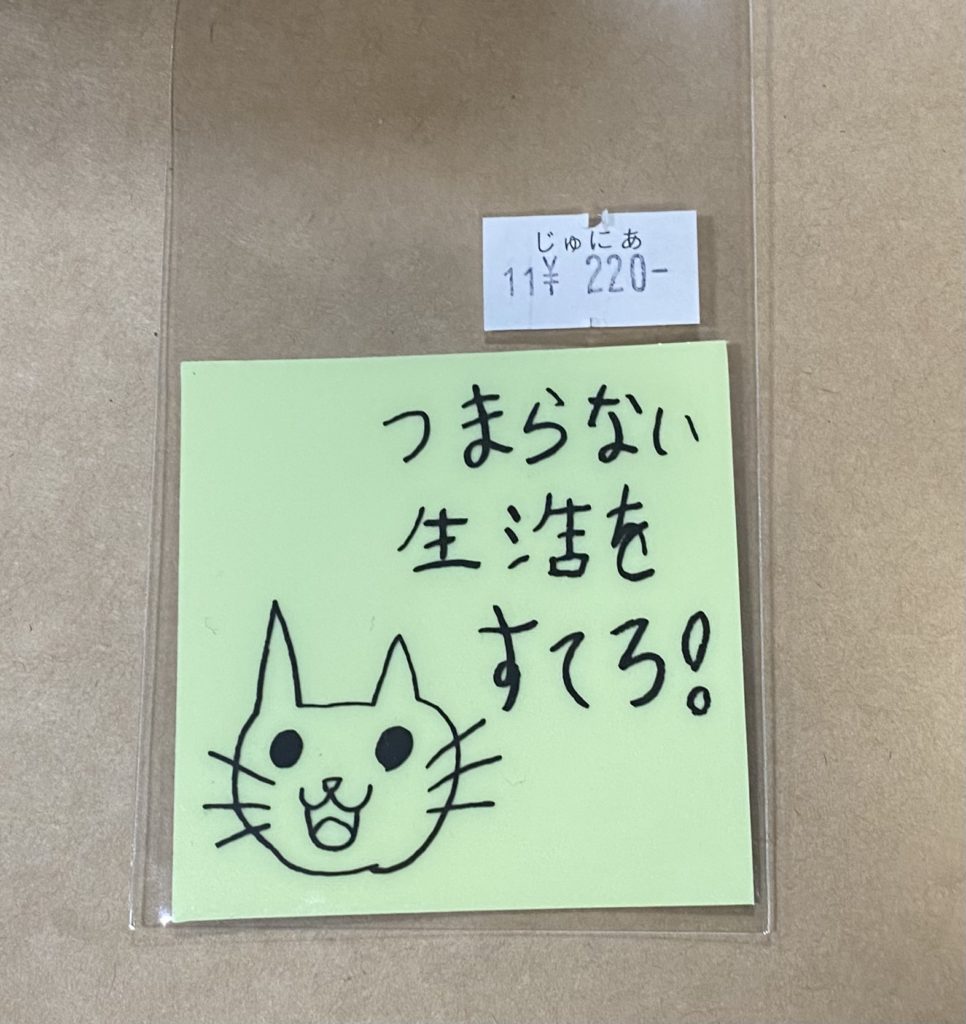 じゅにあ
11¥ 220-
つまらない
生活を
すてろ!